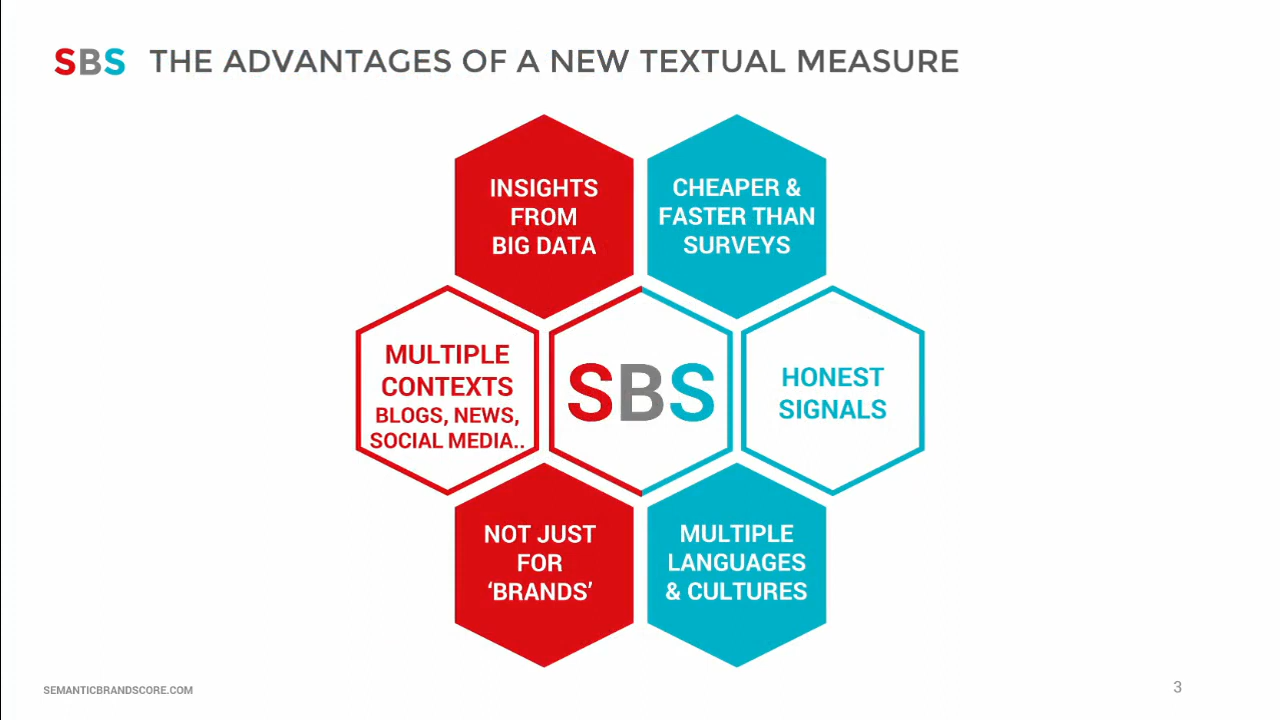 SBS THE ADVANTAGES OF A NEW TEXTUAL MEASURE
INSIGHTS
FROM
BIG DATA
CHEAPER &
FASTER THAN
SURVEYS
MULTIPLE
CONTEXTS
BLOGS, NEWS,
SOCIAL MEDIA..
SBS
HONEST
SIGNALS
NOT JUST
FOR
‘BRANDS’
MULTIPLE
LANGUAGES
& CULTURES
SEMANTICBRANDSCORE.COM
3